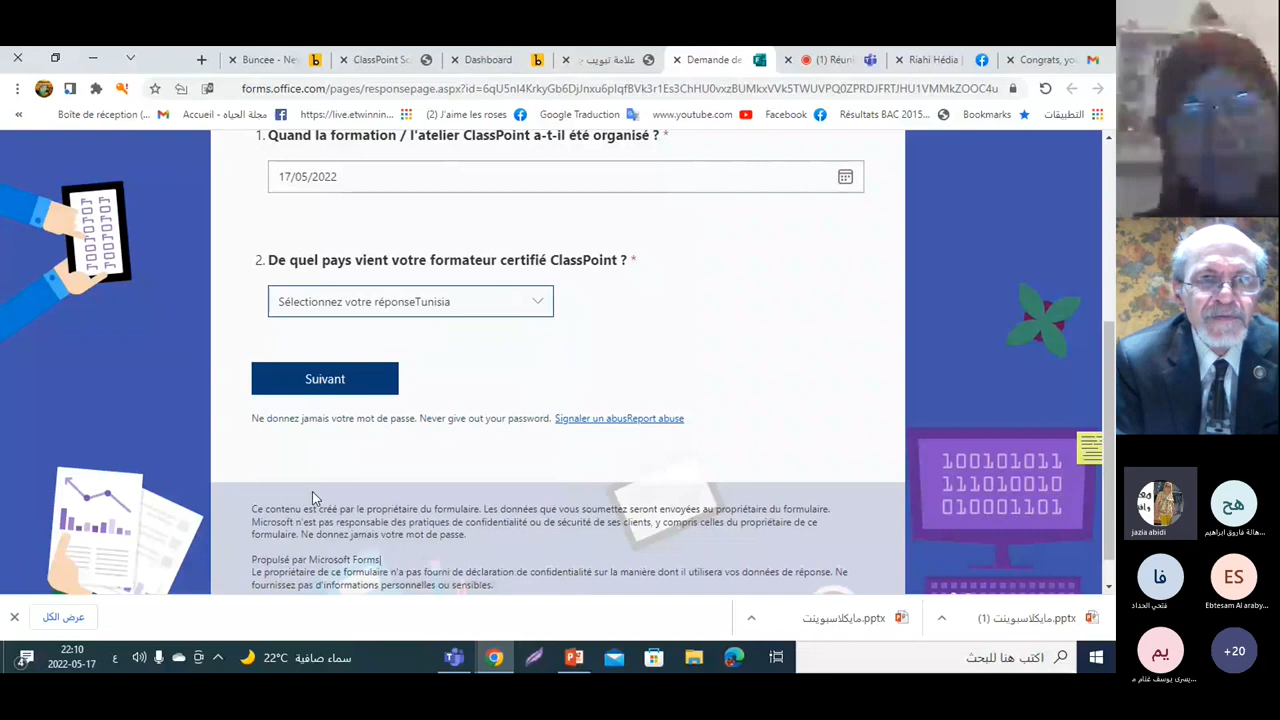 Buncee - Ne
ClassPoint Sc
Dashboard
علامة تبويب ج
Demande de
(1) Réuni
Riahi Hédia
Congrats, yo
forms.office.com/pages/responsepage.aspx?id=
Boîte de réception (...
Accueil - مجلة الحياه
https://live.etwinnin...
(2) J'aime les roses
Google Traduction
www.youtube.com
Facebook
Résultats BAC 2015...
Bookmarks
التطبيقات
1. Quand la formation / l'atelier ClassPoint a-t-il été organisé ? *
17/05/2022
2. De quel pays vient votre formateur certifié ClassPoint ? *
Sélectionnez votre réponseTunisia
Suivant
Ne donnez jamais votre mot de passe. Never give out your password. Signaler un abusReport abuse
100101011
111010010
010001101
Ce contenu est créé par le propriétaire du formulaire. Les données que vous soumettez seront envoyées au propriétaire du formulaire.
Microsoft n'est pas responsable des pratiques de confidentialité ou de sécurité de ses clients, y compris celles du propriétaire de ce
formulaire. Ne donnez jamais votre mot de passe.
Propulsé par Microsoft Forms|
Le propriétaire de ce formulaire n'a pas fourni de déclaration de confidentialité sur la manière dont il utilisera vos données de réponse. Ne
fournissez pas d'informations personnelles ou sensibles.
jazia abidi
هالة فاروق ابراهيم...
فا
فتحي الحداد
ES
Ebtesam Al araby...
هح
يم
يسرى يوسف غنام م...
+20
عرض الكل
مايكلاسبوينت.pptx
مايكلاسبوينت (1).pptx
22:10
2022-05-17
4
ع
22°C سماء صافية
اكتب هنا للبحث